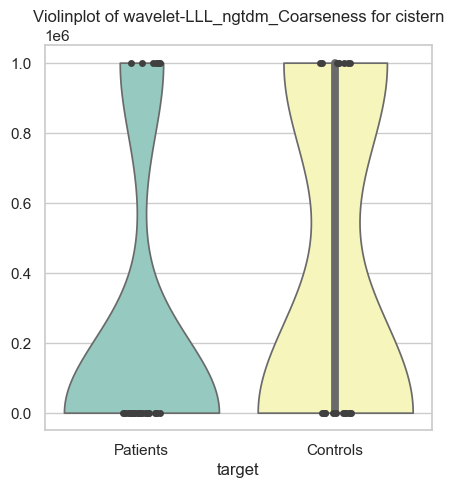 Violinplot of wavelet-LLL_ngtdm_Coarseness for cistern
1e6
1.0
0.8
0.6
0.4
0.2
0.0
Patients Controls
target